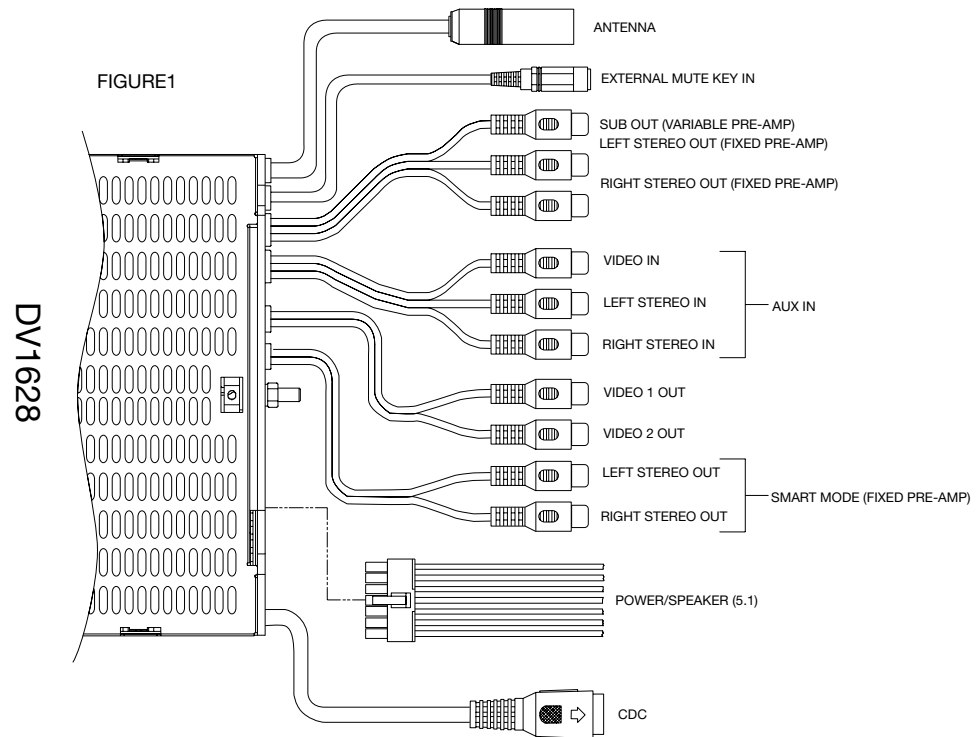 FIGURE1
DV1628
ANTENNA
EXTERNAL MUTE KEY IN
SUB OUT (VARIABLE PRE-AMP)
LEFT STEREO OUT (FIXED PRE-AMP)
RIGHT STEREO OUT (FIXED PRE-AMP)
VIDEO IN
LEFT STEREO IN
AUX IN
RIGHT STEREO IN
VIDEO 1 OUT
VIDEO 2 OUT
LEFT STEREO OUT
SMART MODE (FIXED PRE-AMP)
RIGHT STEREO OUT
POWER/SPEAKER (5.1)
CDC